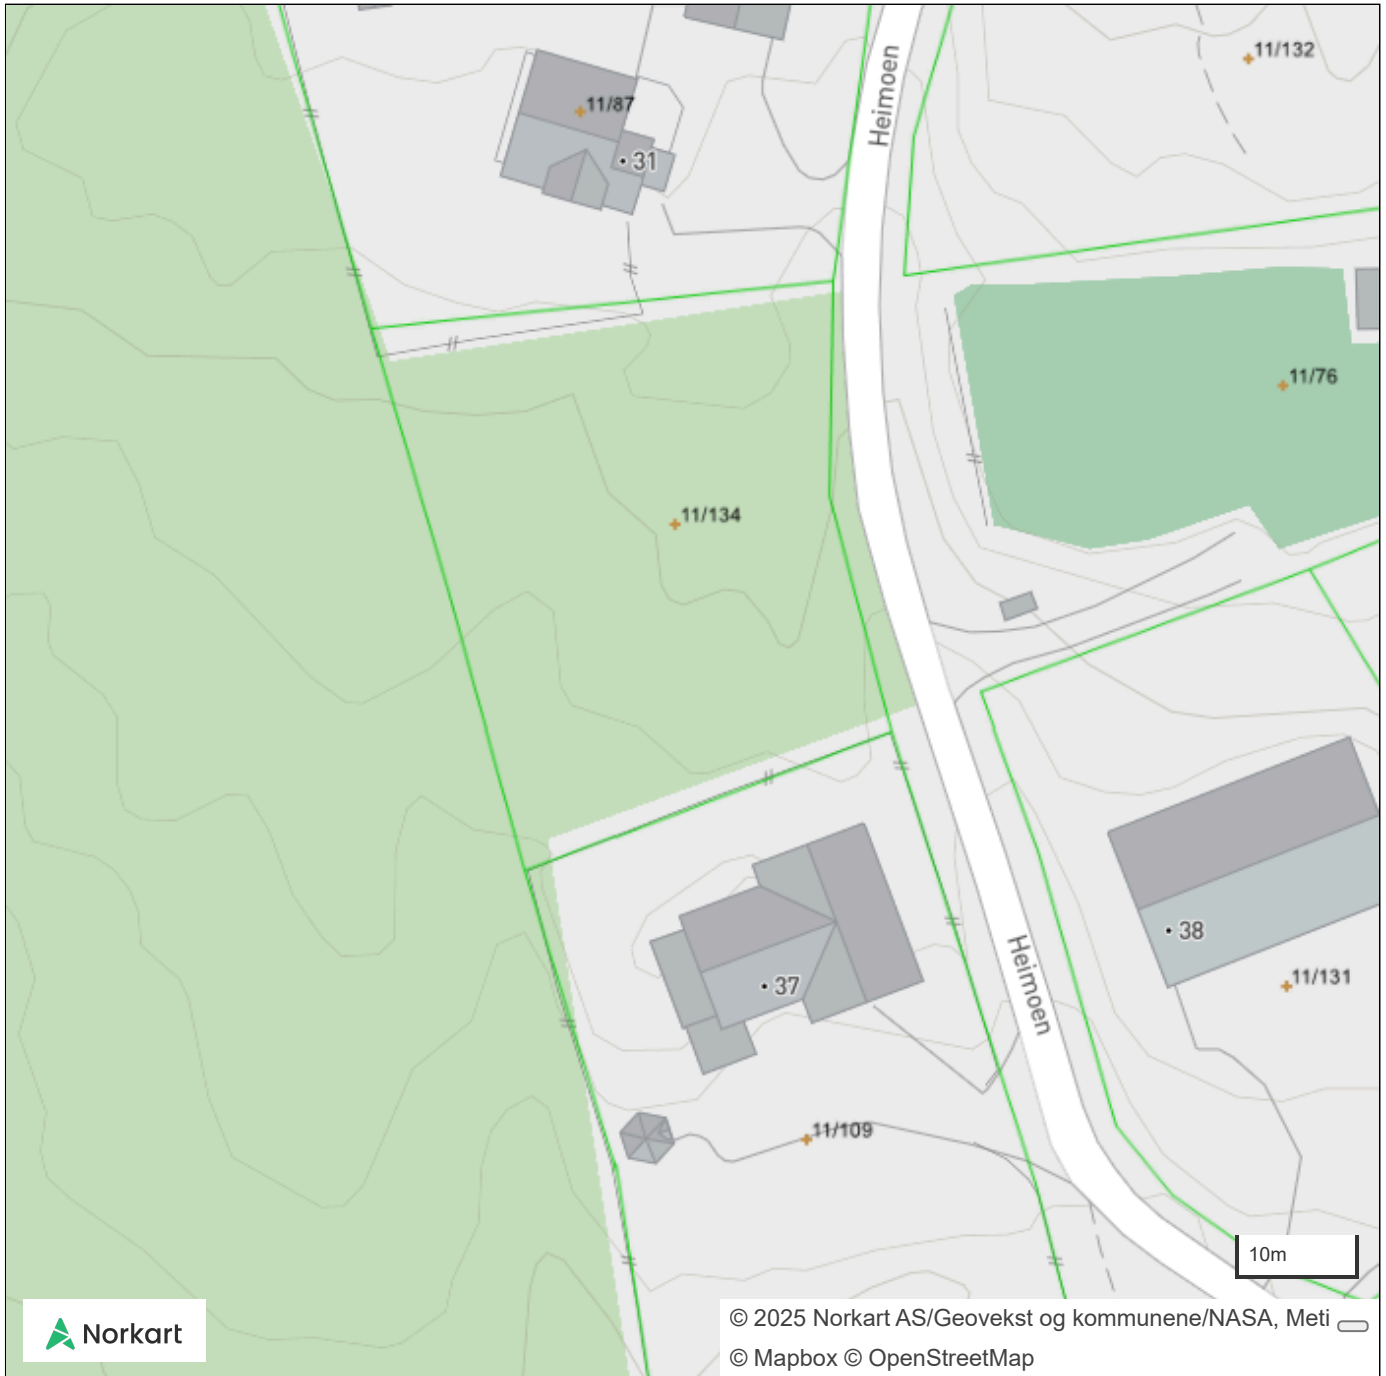 11/132
Heimoen
11/87
31
11/76
11/134
38
11/131
Heimoen
37
11/109
10m
Norkart
© 2025 Norkart AS/Geovekst og kommunene/NASA, Meti
© Mapbox © OpenStreetMap